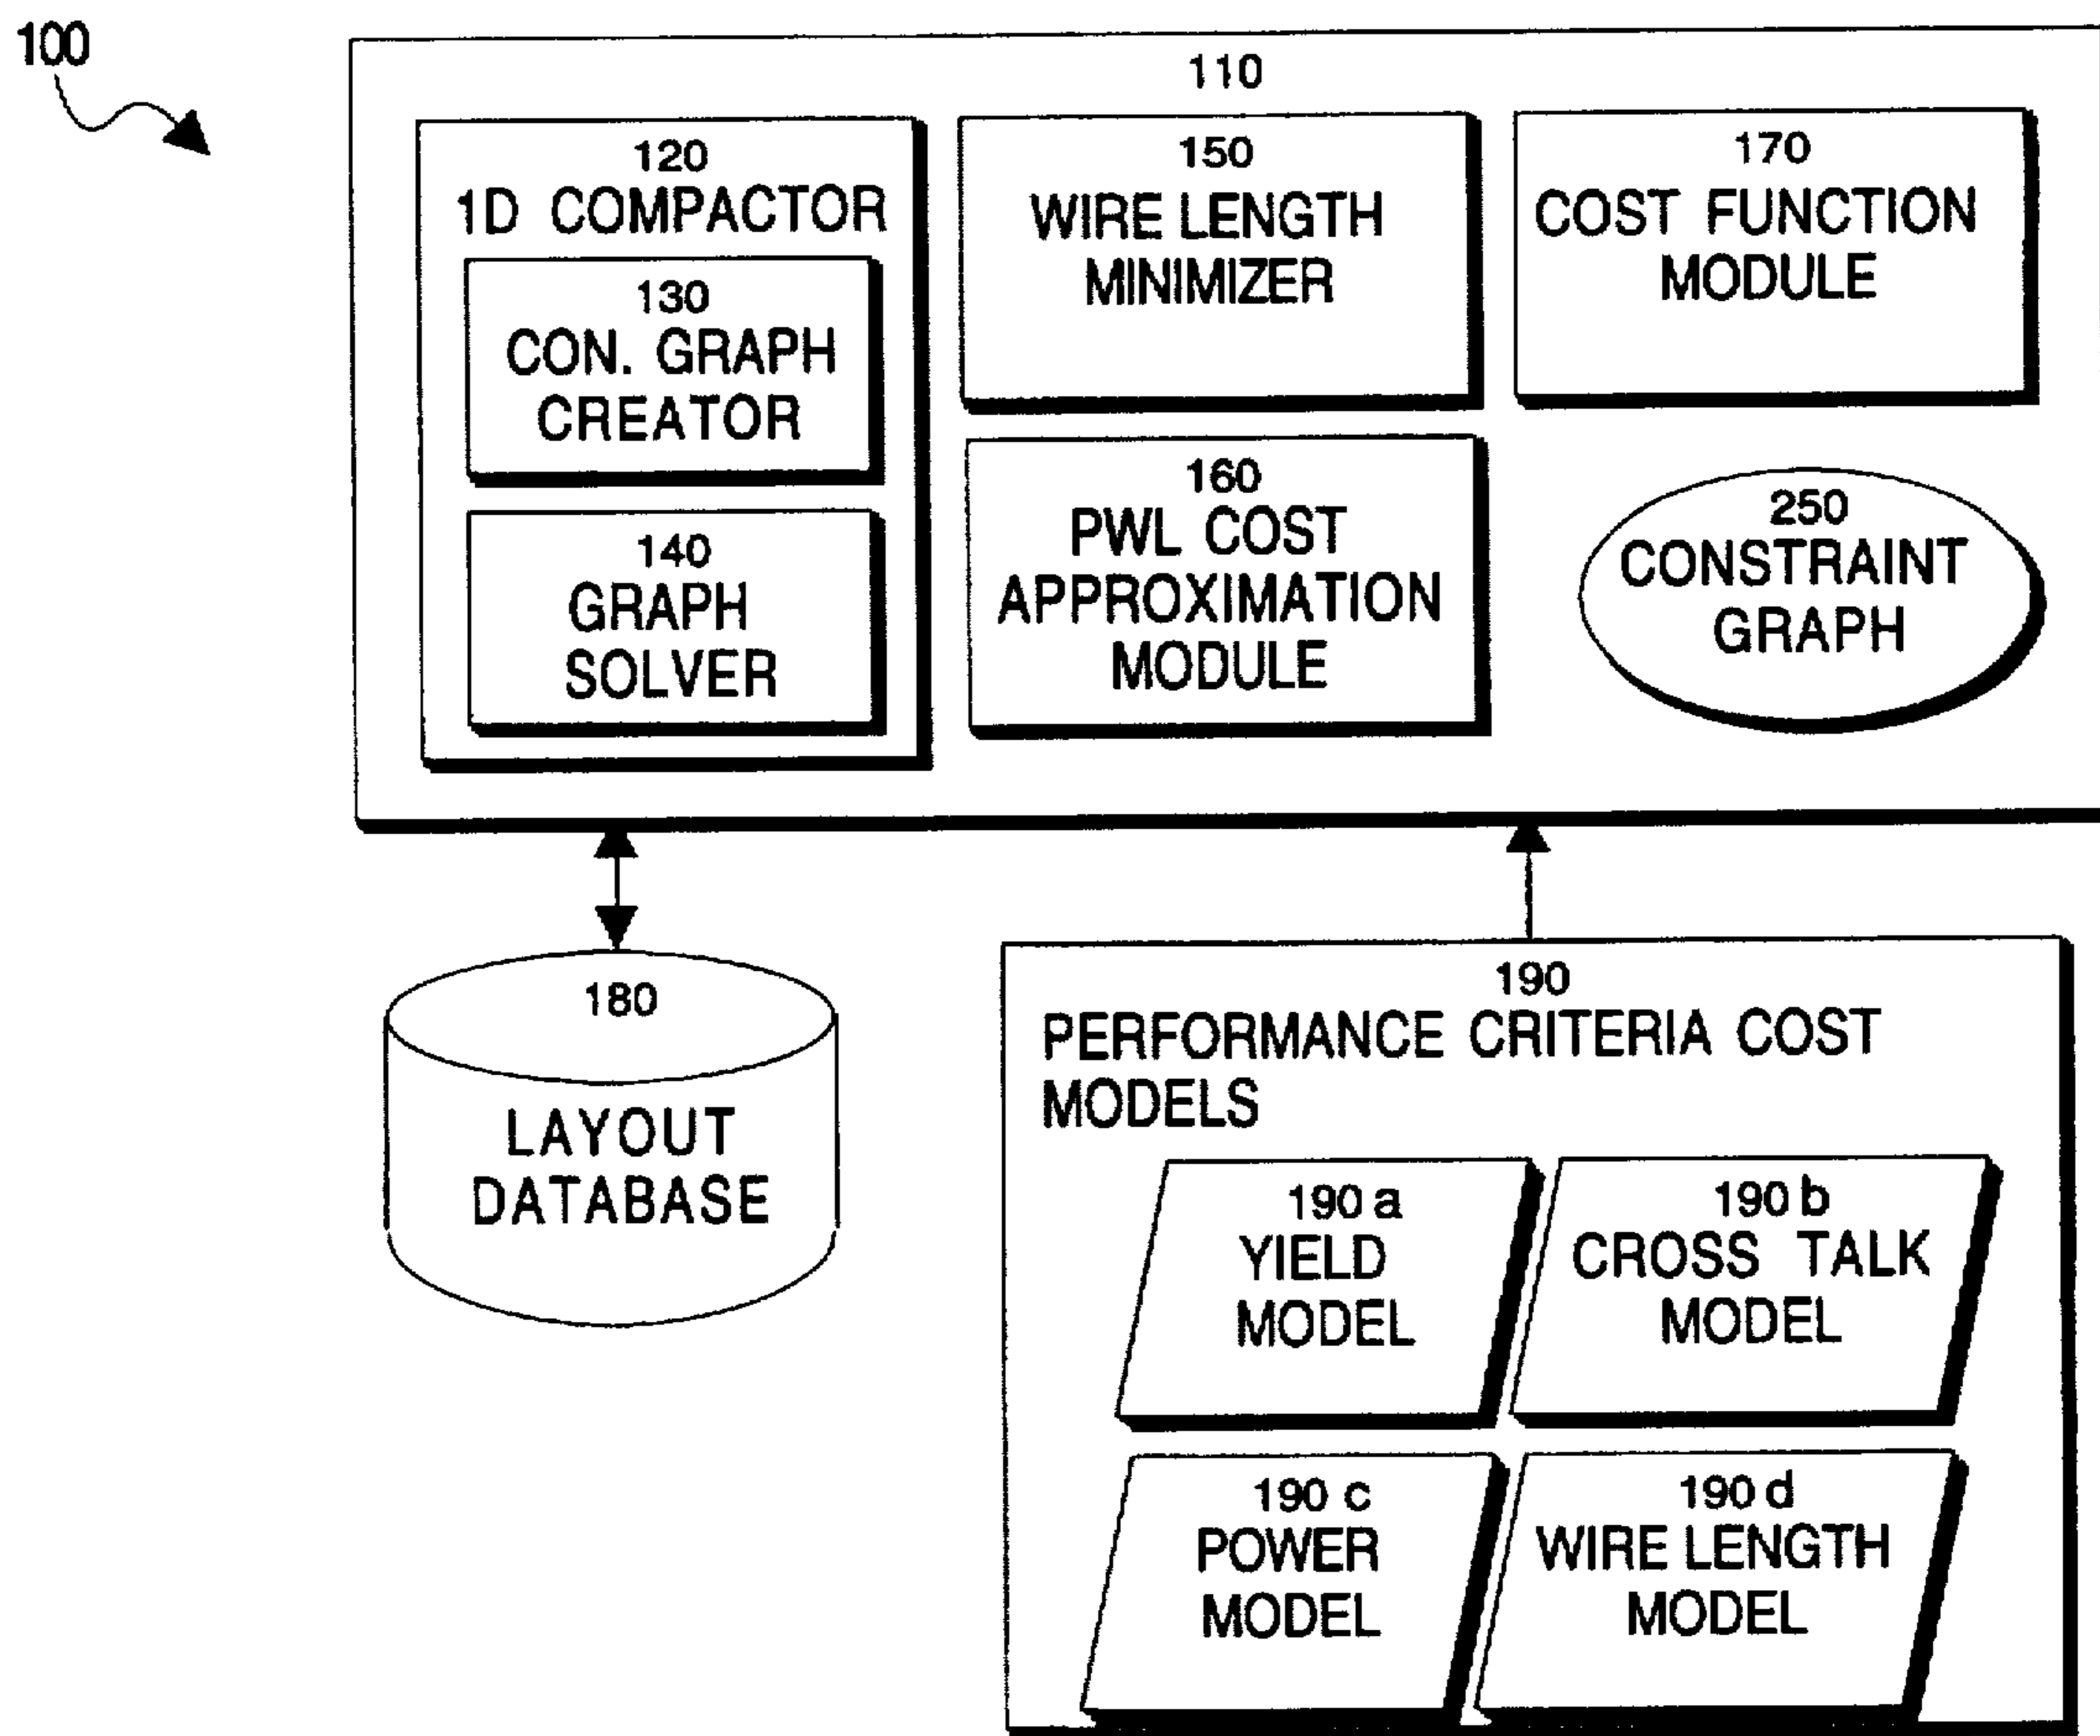 100
110
120
1D COMPACTOR
130
CON. GRAPH
CREATOR
140
GRAPH
SOLVER
150
WIRE LENGTH
MINIMIZER
160
PWL COST
APPROXIMATION
MODULE
170
COST FUNCTION
MODULE
250
CONSTRAINT
GRAPH
180
LAYOUT
DATABASE
190
PERFORMANCE CRITERIA COST
MODELS
190 a
YIELD
MODEL
190 b
CROSS TALK
MODEL
190 c
POWER
MODEL
190 d
WIRE LENGTH
MODEL